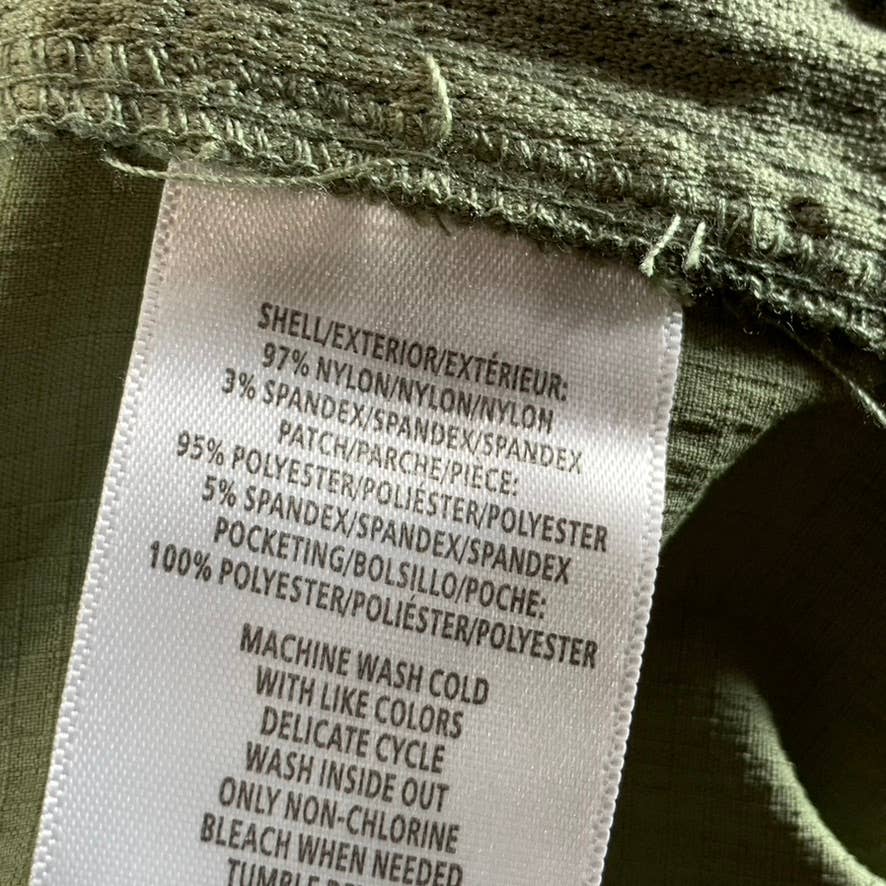 SHELL/EXTERIOR/EXTÉRIEUR:
97% NYLON/NYLON/NYLON
3% SPANDEX/SPANDEX/SPANDEX
PATCH/PARCHE/PIÈCE:
95% POLYESTER/POLIÉSTER/POLYESTER
5% SPANDEX/SPANDEX/SPANDEX
POCKETING/BOLSILLO/POCHE:
100% POLYESTER/POLIÉSTER/POLYESTER
MACHINE WASH COLD
WITH LIKE COLORS
DELICATE CYCLE
WASH INSIDE OUT
ONLY NON-CHLORINE
BLEACH WHEN NEEDED
TUMBLE